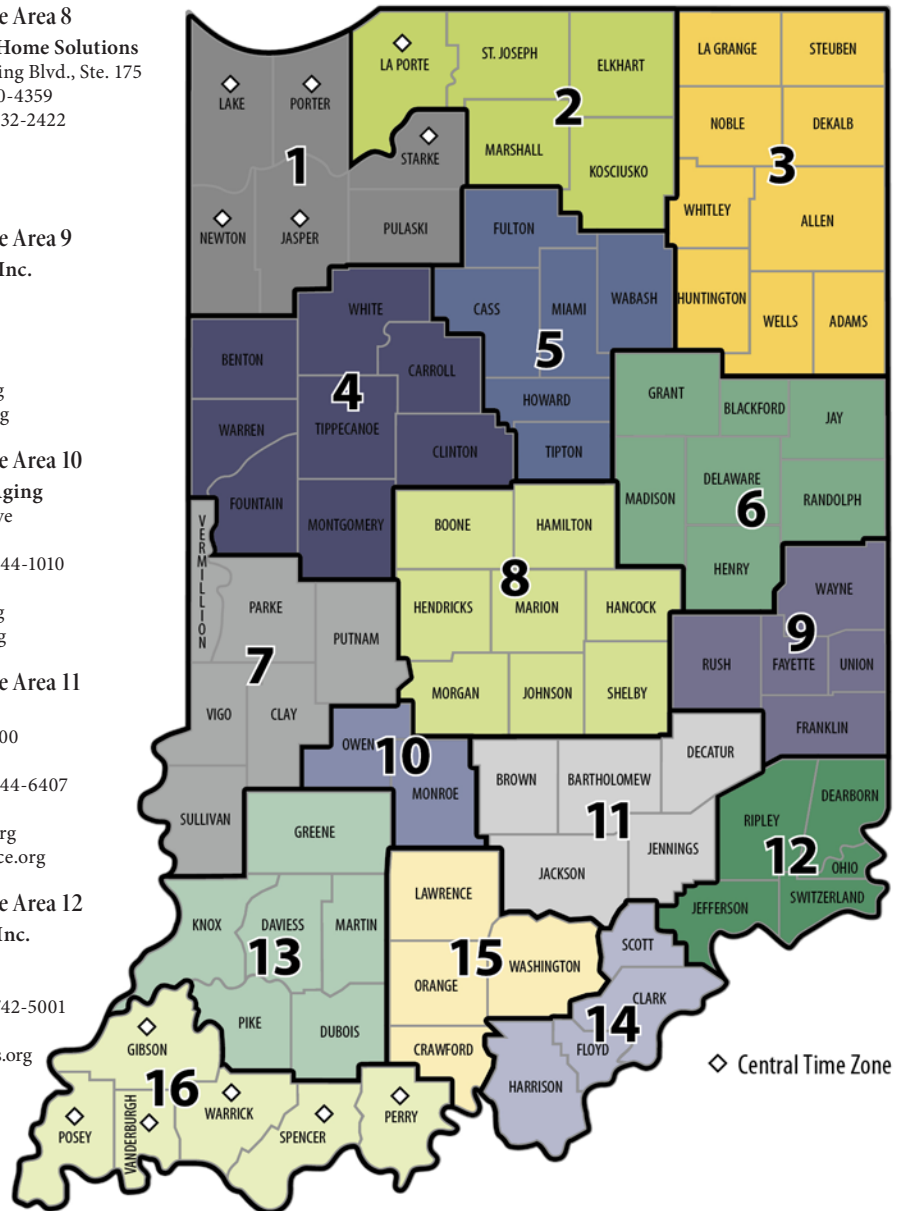 e Area 8
Home Solutions
ing Blvd., Ste. 175
0-4359
32-2422
e Area 9
Inc.
g
g
e Area 10
ging
ve
44-1010
g
g
e Area 11
00
44-6407
rg
ce.org
e Area 12
Inc.
742-5001
s.org
LAKE
PORTER
STARKE
1
NEWTON
JASPER
PULASKI
LA PORTE
ST. JOSEPH
ELKHART
2
MARSHALL
KOSCIUSKO
LA GRANGE
STEUBEN
NOBLE
DEKALB
3
WHITLEY
ALLEN
HUNTINGTON
WELLS
ADAMS
WHITE
BENTON
CARROLL
4
WARREN
TIPPECANOE
CLINTON
FOUNTAIN
MONTGOMERY
FULTON
CASS
MIAMI
WABASH
5
HOWARD
TIPTON
GRANT
BLACKFORD
JAY
DELAWARE
MADISON
6
RANDOLPH
HENRY
VERMILLION
PARKE
PUTNAM
7
VIGO
CLAY
SULLIVAN
BOONE
HAMILTON
8
HENDRICKS
MARION
HANCOCK
MORGAN
JOHNSON
SHELBY
WAYNE
9
RUSH
FAYETTE
UNION
FRANKLIN
OWEN
10
MONROE
DECATUR
BROWN
BARTHOLOMEW
11
JENNINGS
JACKSON
DEARBORN
RIPLEY
12
OHIO
SWITZERLAND
JEFFERSON
GREENE
KNOX
DAVIESS
MARTIN
13
PIKE
DUBOIS
LAWRENCE
15
WASHINGTON
ORANGE
CRAWFORD
SCOTT
CLARK
14
FLOYD
HARRISON
GIBSON
16
WARRICK
PERRY
POSEY
VANDERBURGH
SPENCER
Central Time Zone